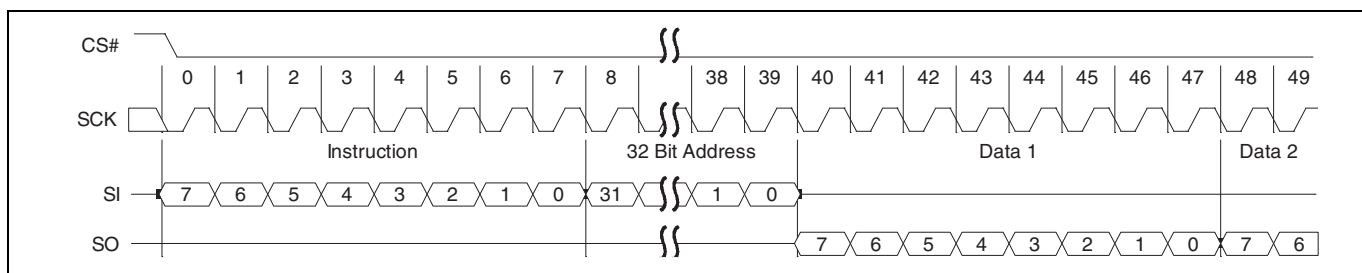 CS#
0 1 2 3 4 5 6 7 8 38 39 40 41 42 43 44 45 46 47 48 49
SCK
Instruction 32 Bit Address Data 1 Data 2
SI 7 6 5 4 3 2 1 0 31 1 0
SO 7 6 5 4 3 2 1 0 7 6